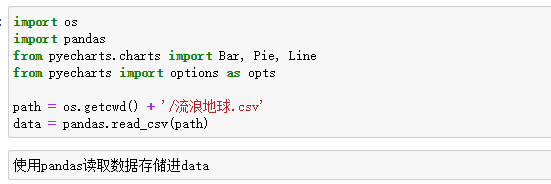 import os
import pandas
from pyecharts.charts import Bar, Pie, Line
from pyecharts import options as opts
path = os.getcwd() + '/流浪地球.csv'
data = pandas.read_csv(path)
使用pandas读取数据存储进data